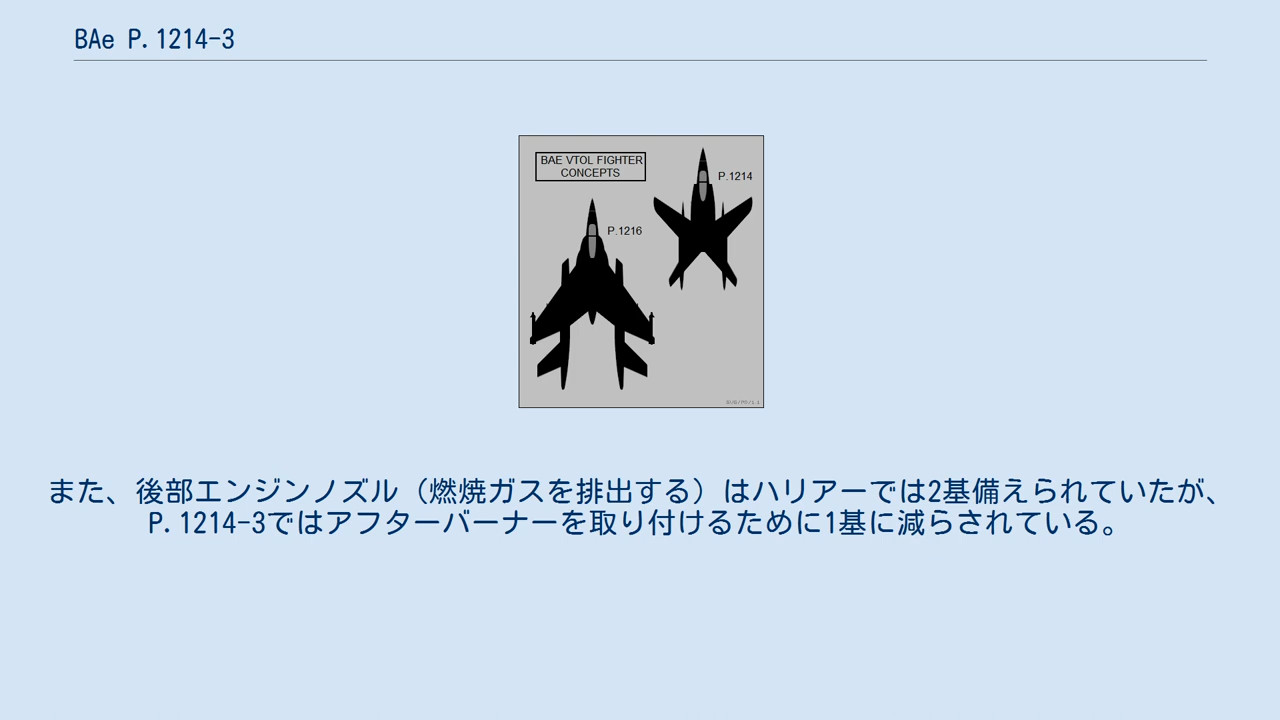 BAe P.1214-3
BAE VTOL FIGHTER
CONCEPTS
P.1214
P.1216
また、後部エンジンノズル（燃焼ガスを排出する）はハリアーでは2基備えられていたが、
P.1214-3ではアフターバーナーを取り付けるために1基に減らされている。